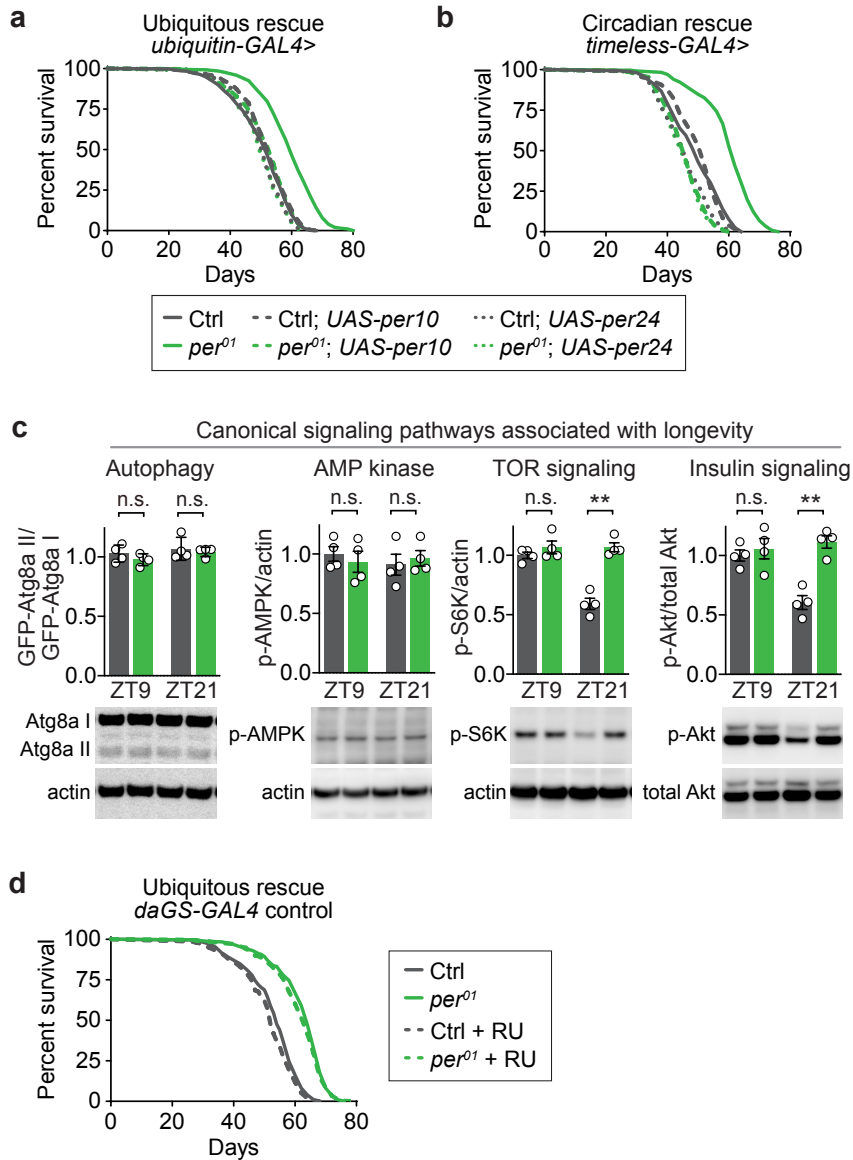 a
Ubiquitous rescue
ubiquitin-GAL4>
Percent survival
100
75
50
25
0
0 20 40 60 80
Days
b
Circadian rescue
timeless-GAL4>
Percent survival
100
75
50
25
0
0 20 40 60 80
Days
Ctrl Ctrl; UAS-per10 Ctrl; UAS-per24
per01 per01; UAS-per10 per01; UAS-per24
c
Canonical signaling pathways associated with longevity
Autophagy
n.s. n.s.
GFP-Atg8a II/
GFP-Atg8a I
1.0
0.5
0.0
ZT9 ZT21
Atg8a I
Atg8a II
actin
AMP kinase
n.s. n.s.
p-AMPK/actin
1.0
0.5
0.0
ZT9 ZT21
p-AMPK
actin
TOR signaling
n.s. **
p-S6K/actin
1.0
0.5
0.0
ZT9 ZT21
p-S6K
actin
Insulin signaling
n.s. **
p-Akt/total Akt
1.0
0.5
0.0
ZT9 ZT21
p-Akt
total Akt
d
Ubiquitous rescue
daGS-GAL4 control
Percent survival
100
75
50
25
0
0 20 40 60 80
Days
Ctrl
per01
Ctrl + RU
per01 + RU